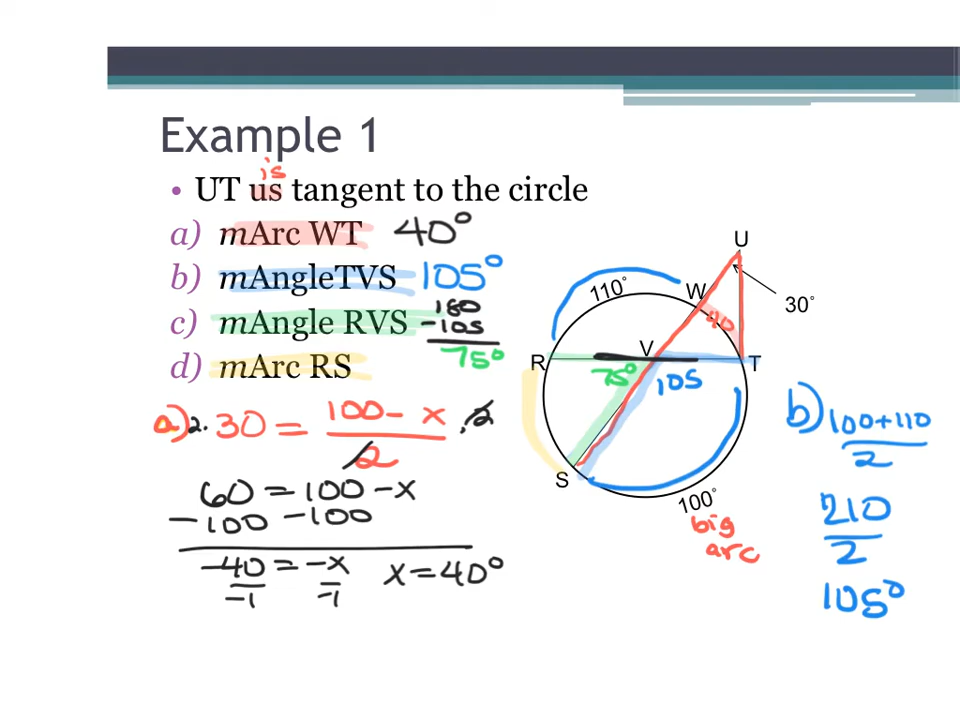 Example 1
is
• UT us tangent to the circle
a) mArc WT 40°
b) mAngleTVS 105°
c) mAngle RVS 180
-105
75°
d) mArc RS
U
W
110°
30°
40
R
V
T
75°
105
S
100°
big
arc
a) 2. 30 = 100 - x . 2
2
60 = 100 - x
-100 -100
-40 = -x x = 40°
-1 -1
b) 100+110
2
210
2
105°